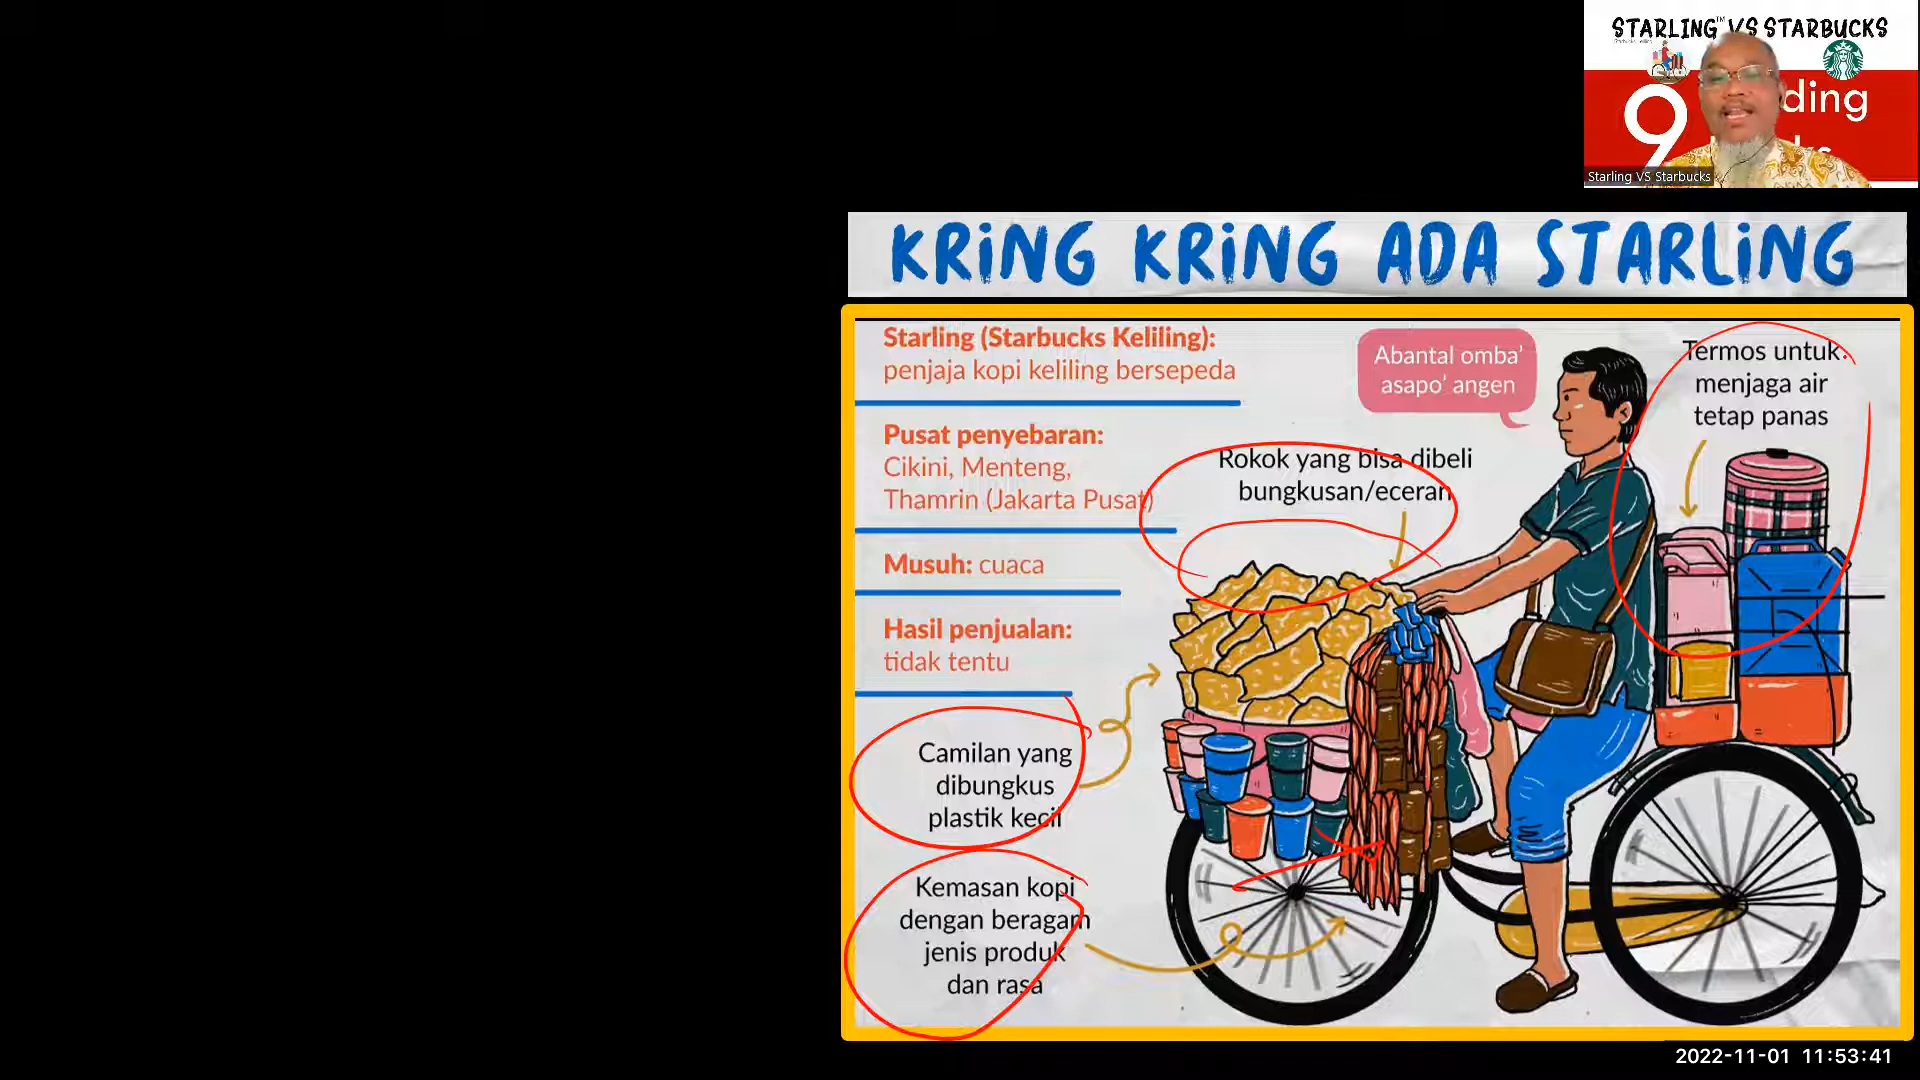 STARLING™ VS STARBUCKS
9
ding
Starling VS Starbucks
KRiNG KRiNG ADA STARLiNG
Starling (Starbucks Keliling):
penjaja kopi keliling bersepeda
Pusat penyebaran:
Cikini, Menteng,
Thamrin (Jakarta Pusat)
Musuh: cuaca
Hasil penjualan:
tidak tentu
Camilan yang
dibungkus
plastik kecil
Kemasan kopi
dengan beragam
jenis produk
dan rasa
Rokok yang bisa dibeli
bungkusan/eceran
Abantal omba'
asapo' angen
Termos untuk
menjaga air
tetap panas
2022-11-01 11:53:41